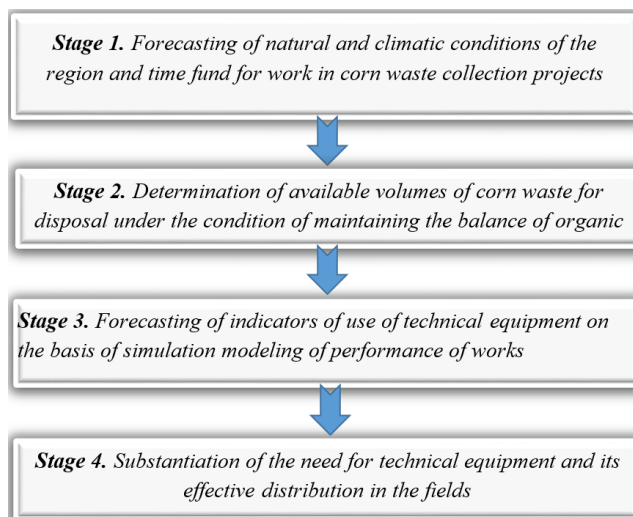 Stage 1. Forecasting of natural and climatic conditions of the
region and time fund for work in corn waste collection projects
Stage 2. Determination of available volumes of corn waste for
disposal under the condition of maintaining the balance of organic
Stage 3. Forecasting of indicators of use of technical equipment on
the basis of simulation modeling of performance of works
Stage 4. Substantiation of the need for technical equipment and its
effective distribution in the fields